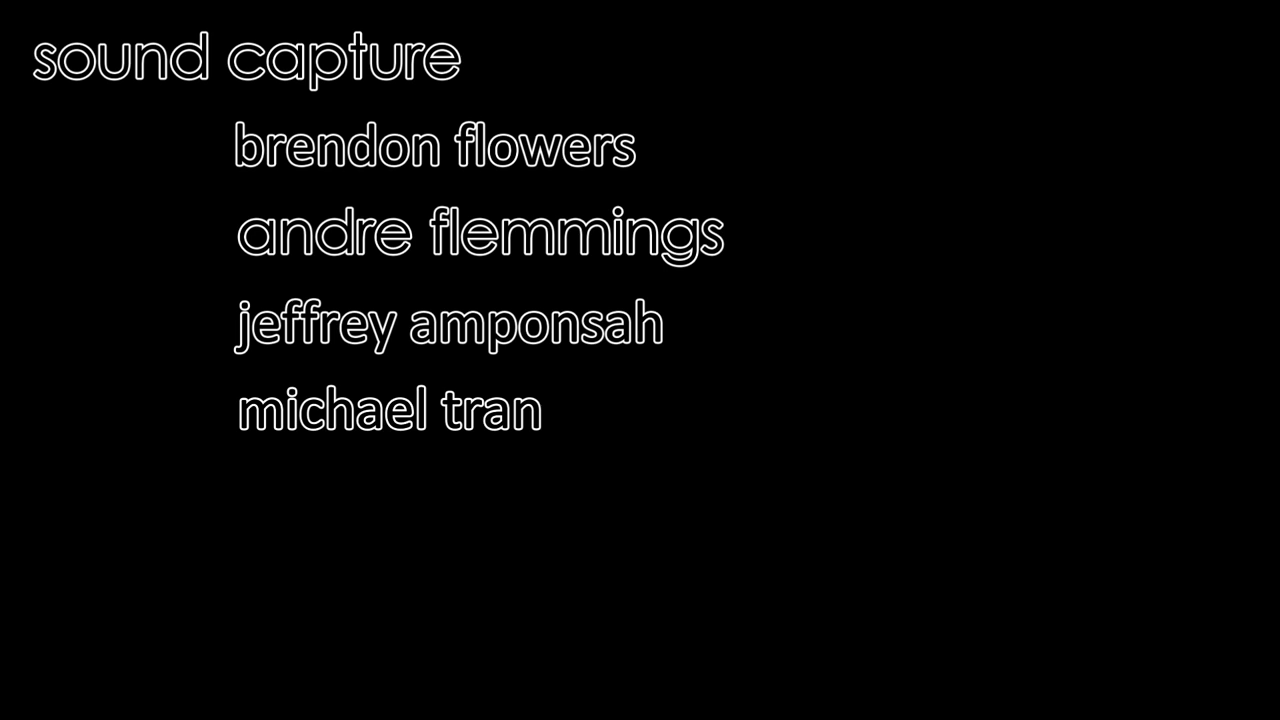 sound capture
brendon flowers
andre flemmings
jeffrey amponsah
michael tran